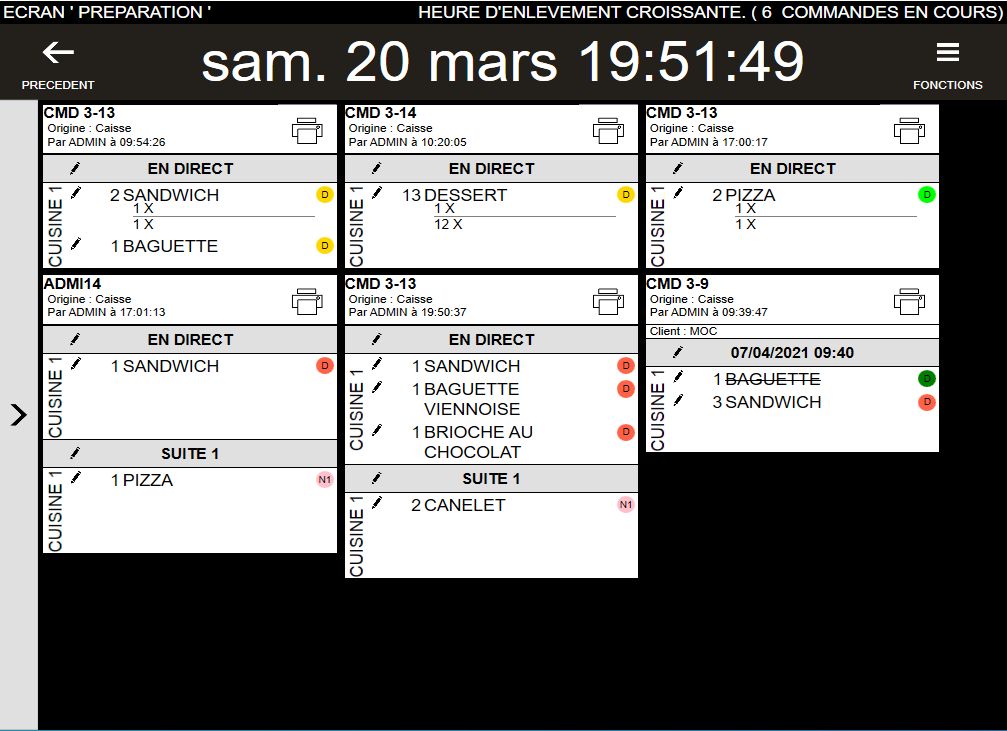 ECRAN ' PREPARATION '
HEURE D'ENLEVEMENT CROISSANTE. ( 6 COMMANDES EN COURS)
PRECEDENT
sam. 20 mars 19:51:49
FONCTIONS
CMD 3-13
Origine : Caisse
Par ADMIN à 09:54:26
EN DIRECT
CUISINE 1
2 SANDWICH D
1 X
1 X
1 BAGUETTE D
CMD 3-14
Origine : Caisse
Par ADMIN à 10:20:05
EN DIRECT
CUISINE 1
13 DESSERT D
1 X
12 X
CMD 3-13
Origine : Caisse
Par ADMIN à 17:00:17
EN DIRECT
CUISINE 1
2 PIZZA D
1 X
1 X
ADMI14
Origine : Caisse
Par ADMIN à 17:01:13
EN DIRECT
CUISINE 1
1 SANDWICH D
SUITE 1
CUISINE 1
1 PIZZA N1
CMD 3-13
Origine : Caisse
Par ADMIN à 19:50:37
EN DIRECT
CUISINE 1
1 SANDWICH D
1 BAGUETTE D
VIENNOISE
1 BRIOCHE AU D
CHOCOLAT
SUITE 1
CUISINE 1
2 CANELET N1
CMD 3-9
Origine : Caisse
Par ADMIN à 09:39:47
Client : MOC
07/04/2021 09:40
CUISINE 1
1 BAGUETTE D
3 SANDWICH D